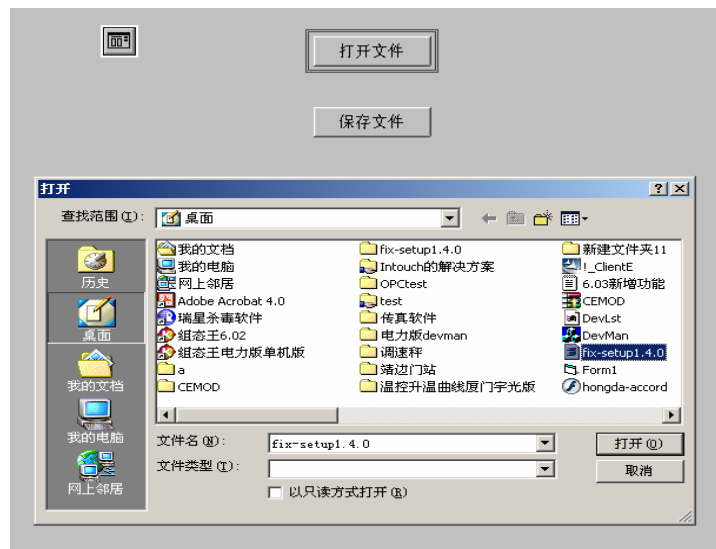 打开文件
保存文件
打开
查找范围(I):
桌面
历史
桌面
我的文档
我的电脑
网上邻居
我的文档
我的电脑
网上邻居
Adobe Acrobat 4.0
瑞星杀毒软件
组态王6.02
组态王电力版单机版
a
CEMOD
fix-setup1.4.0
Intouch的解决方案
OPCtest
test
传真软件
电力版devman
调速秤
靖边门站
温控升温曲线厦门宇光版
新建文件夹11
!_ClientE
6.03新增功能
CEMOD
DevLst
DevMan
fix-setup1.4.0
Form1
hongda-accord
文件名(N):
fix-setup1.4.0
打开(O)
文件类型(T):
取消
以只读方式打开(R)